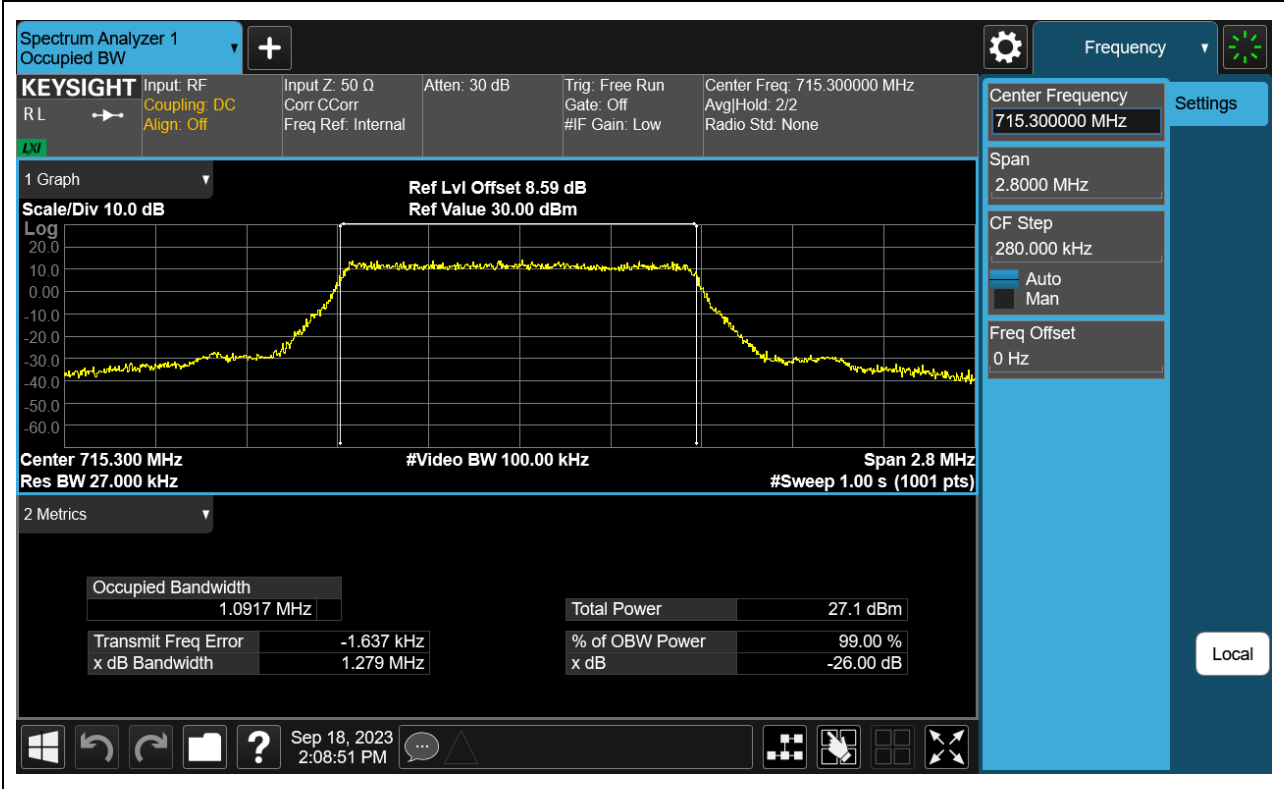 Spectrum Analyzer 1
Occupied BW
Frequency
KEYSIGHT
R L
LXI
Input: RF
Coupling: DC
Align: Off
Input Z: 50 Ω
Corr CCorr
Freq Ref: Internal
Atten: 30 dB
Trig: Free Run
Gate: Off
#IF Gain: Low
Center Freq: 715.300000 MHz
Avg|Hold: 2/2
Radio Std: None
Center Frequency
715.300000 MHz
Settings
Span
2.8000 MHz
CF Step
280.000 kHz
Auto
Man
Freq Offset
0 Hz
Local
1 Graph
Scale/Div 10.0 dB
Ref Lvl Offset 8.59 dB
Ref Value 30.00 dBm
Log
20.0
10.0
0.00
-10.0
-20.0
-30.0
-40.0
-50.0
-60.0
Center 715.300 MHz
#Video BW 100.00 kHz
Span 2.8 MHz
Res BW 27.000 kHz
#Sweep 1.00 s (1001 pts)
2 Metrics
Occupied Bandwidth
1.0917 MHz
Total Power 27.1 dBm
Transmit Freq Error -1.637 kHz
% of OBW Power 99.00 %
x dB Bandwidth 1.279 MHz
x dB -26.00 dB
?
Sep 18, 2023
2:08:51 PM